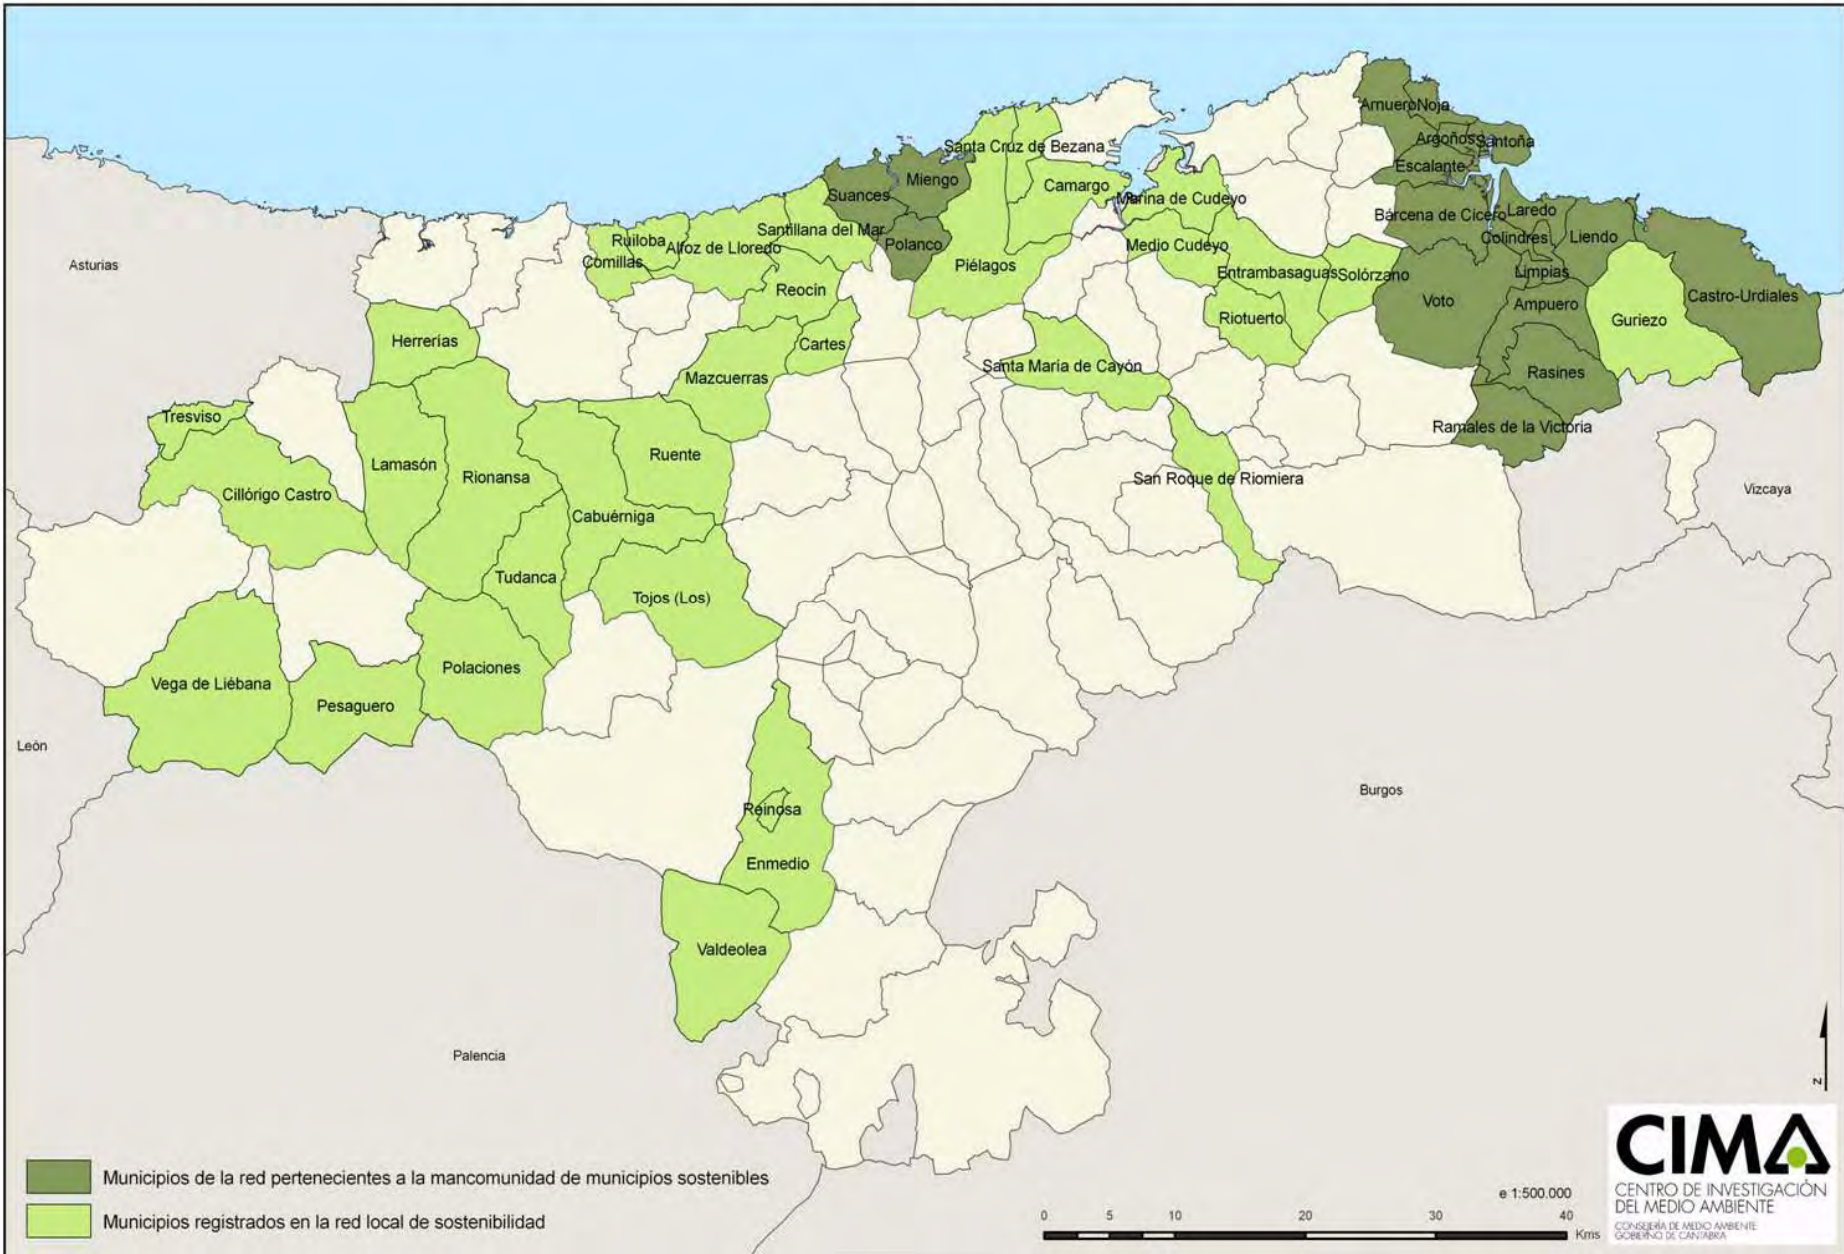 Arnuero
Noja
Argoños
Santoña
Santa Cruz de Bezana
Escalante
Miengo
Camargo
Suances
Marina de Cudeyo
Bárcena de Cicero
Laredo
Santillana del Mar
Ruiloba
Alfoz de Lloredo
Polanco
Medio Cudeyo
Colindres
Liendo
Comillas
Asturias
Piélagos
Entrambasaguas
Solórzano
Limpias
Reocín
Voto
Ampuero
Castro-Urdiales
Riotuerto
Guriezo
Herrerías
Cartes
Santa María de Cayón
Rasines
Mazcuerras
Tresviso
Ramales de la Victoria
Ruente
Lamasón
Rionansa
San Roque de Riomiera
Vizcaya
Cillórigo Castro
Cabuérniga
Tudanca
Tojos (Los)
Polaciones
Vega de Liébana
Pesaguero
León
Burgos
Reinosa
Enmedio
Valdeolea
Palencia
N
Municipios de la red pertenecientes a la mancomunidad de municipios sostenibles
Municipios registrados en la red local de sostenibilidad
e 1:500.000
0 5 10 20 30 40
Kms
CIMA
CENTRO DE INVESTIGACIÓN
DEL MEDIO AMBIENTE
CONSEJERÍA DE MEDIO AMBIENTE
GOBIERNO DE CANTABRIA